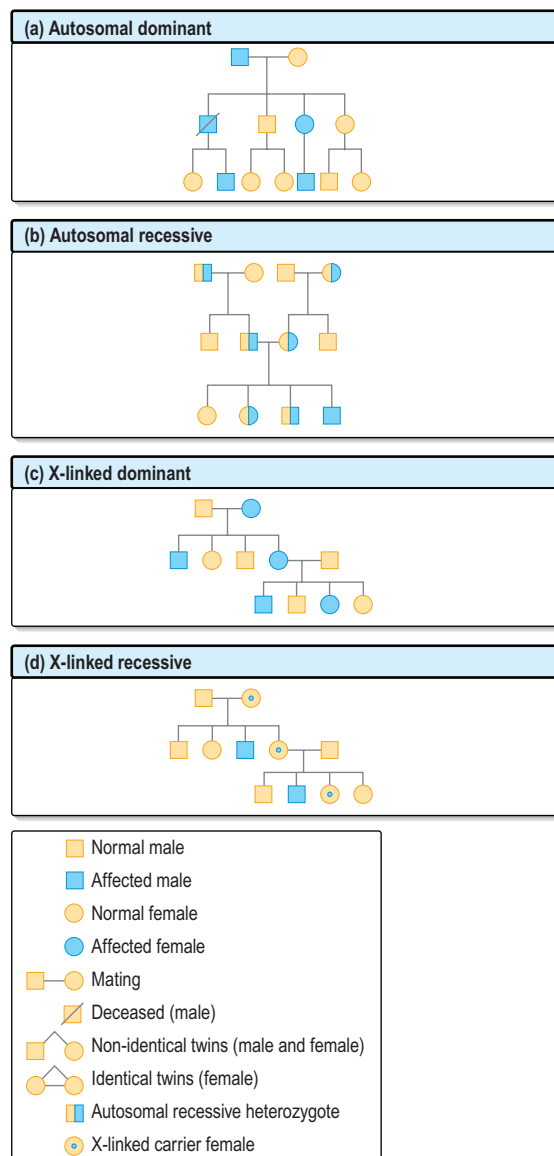 (a) Autosomal dominant
(b) Autosomal recessive
(c) X-linked dominant
(d) X-linked recessive
Normal male
Affected male
Normal female
Affected female
Mating
Deceased (male)
Non-identical twins (male and female)
Identical twins (female)
Autosomal recessive heterozygote
X-linked carrier female